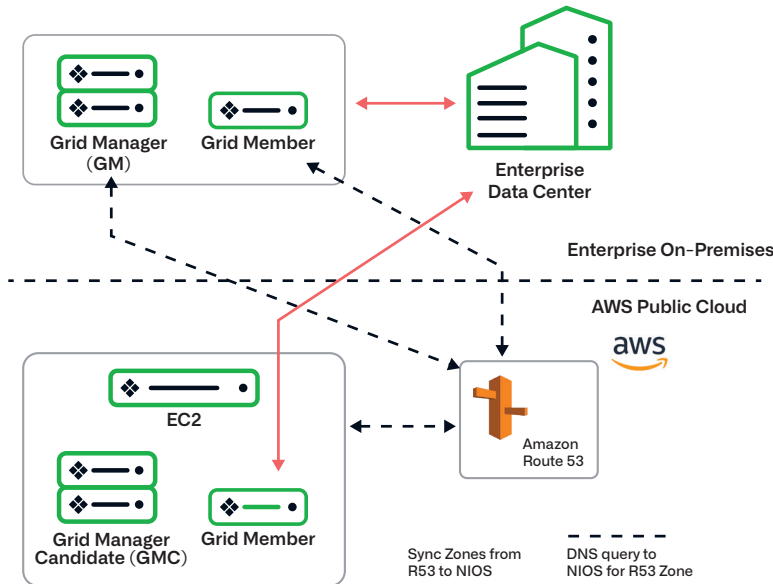 Grid Manager
(GM)
Grid Member
Enterprise
Data Center
Enterprise On-Premises
AWS Public Cloud
aws
EC2
Amazon
Route 53
Grid Manager
Candidate (GMC)
Grid Member
Sync Zones from
R53 to NIOS
DNS query to
NIOS for R53 Zone